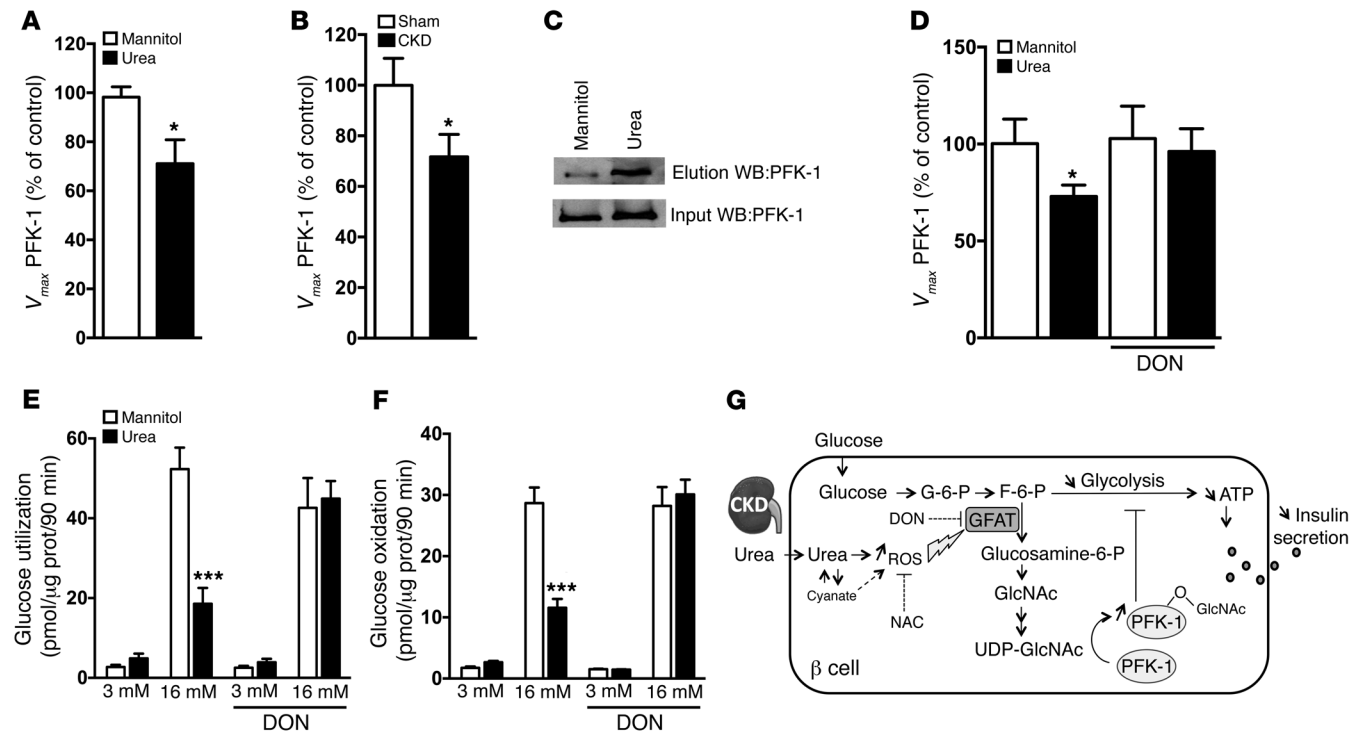 A
Mannitol
Urea
120
100
80
60
40
20
0
Vmax PFK-1 (% of control)
*
B
Sham
CKD
120
100
80
60
40
20
0
Vmax PFK-1 (% of control)
*
C
Mannitol
Urea
Elution WB:PFK-1
Input WB:PFK-1
D
Mannitol
Urea
150
100
50
0
Vmax PFK-1 (% of control)
*
DON
E
Mannitol
Urea
60
40
20
0
Glucose utilization
(pmol/μg prot/90 min)
***
3 mM 16 mM 3 mM 16 mM
DON
F
40
30
20
10
0
Glucose oxidation
(pmol/μg prot/90 min)
***
3 mM 16 mM 3 mM 16 mM
DON
G
Glucose
Glucose G-6-P F-6-P Glycolysis ATP
CKD
DON GFAT
Insulin
secretion
Urea Urea ROS Glucosamine-6-P
Cyanate
GlcNAc
NAC
O
GlcNAc
PFK-1
UDP-GlcNAc
PFK-1
β cell